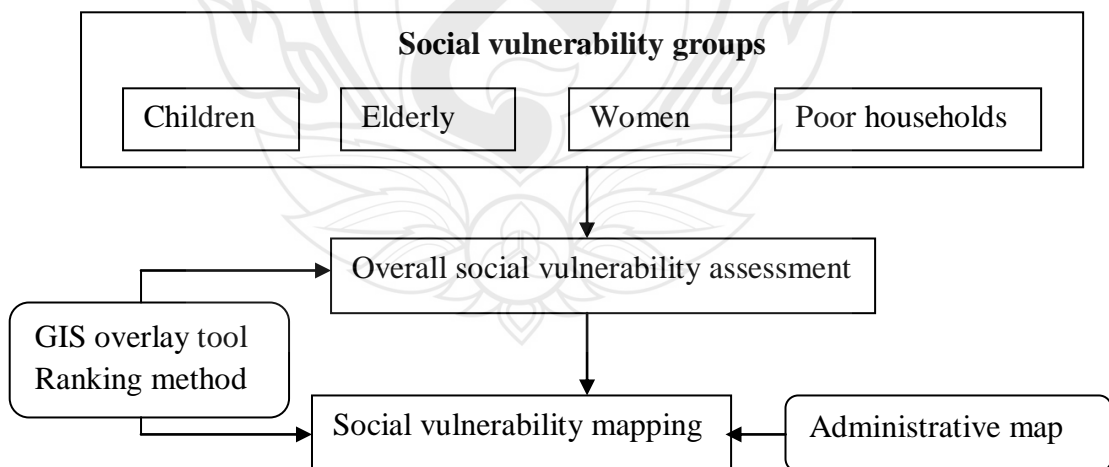 Social vulnerability groups
Children
Elderly
Women
Poor households
Overall social vulnerability assessment
GIS overlay tool
Ranking method
Social vulnerability mapping
Administrative map